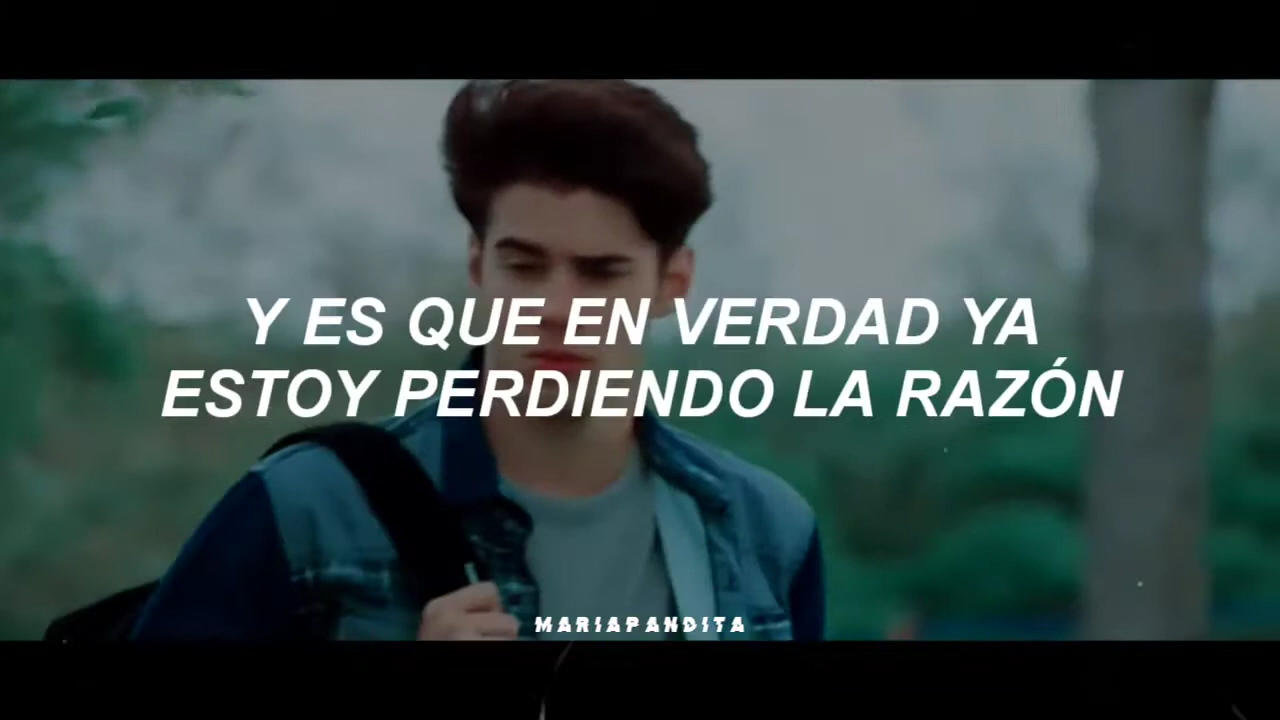 Y ES QUE EN VERDAD YA
ESTOY PERDIENDO LA RAZÓN
MARIAPANDITA